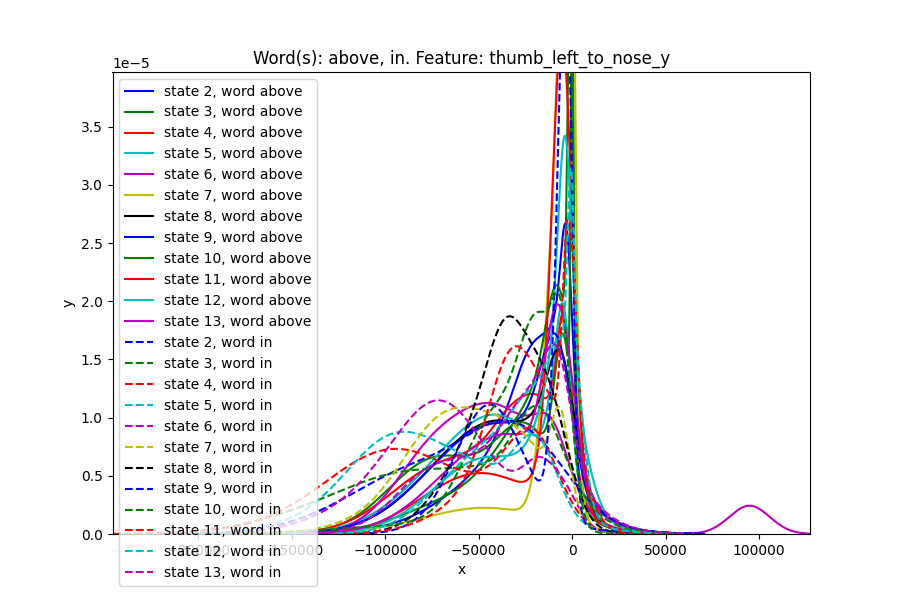 Word(s): above, in. Feature: thumb_left_to_nose_y
1e−5
3.5
3.0
2.5
2.0
1.5
1.0
0.5
0.0
y
state 2, word above
state 3, word above
state 4, word above
state 5, word above
state 6, word above
state 7, word above
state 8, word above
state 9, word above
state 10, word above
state 11, word above
state 12, word above
state 13, word above
state 2, word in
state 3, word in
state 4, word in
state 5, word in
state 6, word in
state 7, word in
state 8, word in
state 9, word in
state 10, word in
state 11, word in
state 12, word in
state 13, word in
−100000
−50000
0
50000
100000
x